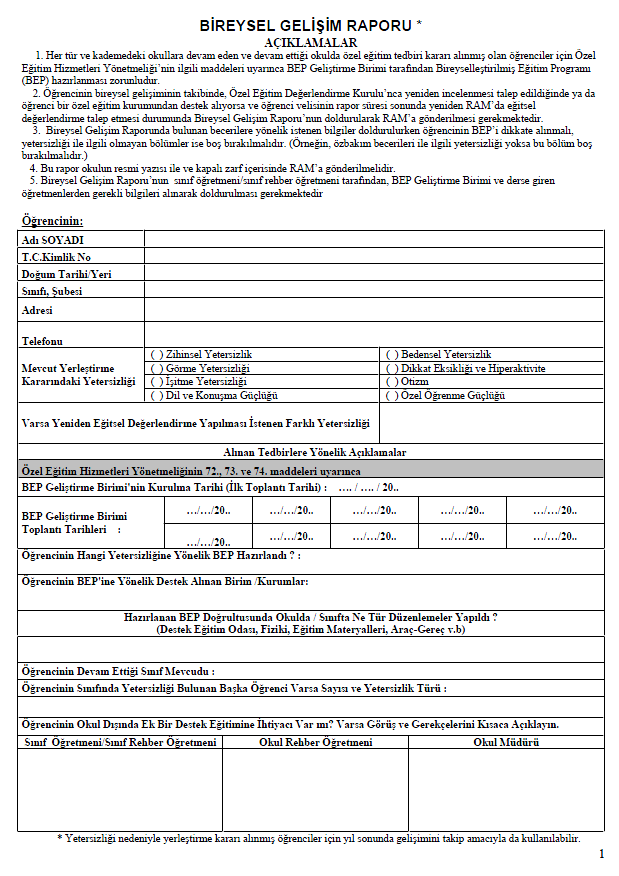 BİREYSEL GELİŞİM RAPORU *
AÇIKLAMALAR
1. Her tür ve kademedeki okullara devam eden ve devam ettiği okulda özel eğitim tedbiri kararı alınmış olan öğrenciler için Özel
Eğitim Hizmetleri Yönetmeliği’nin ilgili maddeleri uyarınca BEP Geliştirme Birimi tarafından Bireyselleştirilmiş Eğitim Programı
(BEP) hazırlanması zorunludur.
2. Öğrencinin bireysel gelişiminin takibinde, Özel Eğitim Değerlendirme Kurulu’nca yeniden incelenmesi talep edildiğinde ya da
öğrenci bir özel eğitim kurumundan destek alıyorsa ve öğrenci velisinin rapor süresi sonunda yeniden RAM’da eğitsel
değerlendirme talep etmesi durumunda Bireysel Gelişim Raporu’nun doldurularak RAM’a gönderilmesi gerekmektedir.
3. Bireysel Gelişim Raporunda bulunan becerilere yönelik istenen bilgiler doldurulurken öğrencinin BEP’i dikkate alınmalı,
yetersizliği ile ilgili olmayan bölümler ise boş bırakılmalıdır. (Örneğin, özbakım becerileri ile ilgili yetersizliği yoksa bu bölüm boş
bırakılmalıdır.)
4. Bu rapor okulun resmi yazısı ile ve kapalı zarf içerisinde RAM’a gönderilmelidir.
5. Bireysel Gelişim Raporu’nun sınıf öğretmeni/sınıf rehber öğretmeni tarafından, BEP Geliştirme Birimi ve derse giren
öğretmenlerden gerekli bilgileri alınarak doldurulması gerekmektedir
Öğrencinin:
Adı SOYADI
T.C.Kimlik No
Doğum Tarihi/Yeri
Sınıfı, Şubesi
Adresi
Telefonu
Mevcut Yerleştirme Kararındaki Yetersizliği
( ) Zihinsel Yetersizlik ( ) Bedensel Yetersizlik
( ) Görme Yetersizliği ( ) Dikkat Eksikliği ve Hiperaktivite
( ) İşitme Yetersizliği ( ) Otizm
( ) Dil ve Konuşma Güçlüğü ( ) Özel Öğrenme Güçlüğü
Varsa Yeniden Eğitsel Değerlendirme Yapılması İstenen Farklı Yetersizliği
Alınan Tedbirlere Yönelik Açıklamalar
Özel Eğitim Hizmetleri Yönetmeliğinin 72., 73. ve 74. maddeleri uyarınca
BEP Geliştirme Birimi'nin Kurulma Tarihi (İlk Toplantı Tarihi) : …. / …. / 20..
BEP Geliştirme Birimi
Toplantı Tarihleri :
…/…/20.. …/…/20.. …/…/20.. …/…/20.. …/…/20..
…/…/20.. …/…/20.. …/…/20.. …/…/20.. …/…/20..
Öğrencinin Hangi Yetersizliğine Yönelik BEP Hazırlandı ? :
Öğrencinin BEP'ine Yönelik Destek Alınan Birim /Kurumlar:
Hazırlanan BEP Doğrultusunda Okulda / Sınıfta Ne Tür Düzenlemeler Yapıldı ?
(Destek Eğitim Odası, Fiziki, Eğitim Materyalleri, Araç-Gereç v.b)
Öğrencinin Devam Ettiği Sınıf Mevcudu :
Öğrencinin Sınıfında Yetersizliği Bulunan Başka Öğrenci Varsa Sayısı ve Yetersizlik Türü :
Öğrencinin Okul Dışında Ek Bir Destek Eğitimine İhtiyacı Var mı? Varsa Görüş ve Gerekçelerini Kısaca Açıklayın.
Sınıf Öğretmeni/Sınıf Rehber Öğretmeni Okul Rehber Öğretmeni Okul Müdürü
* Yetersizliği nedeniyle yerleştirme kararı alınmış öğrenciler için yıl sonunda gelişimini takip amacıyla da kullanılabilir.
1